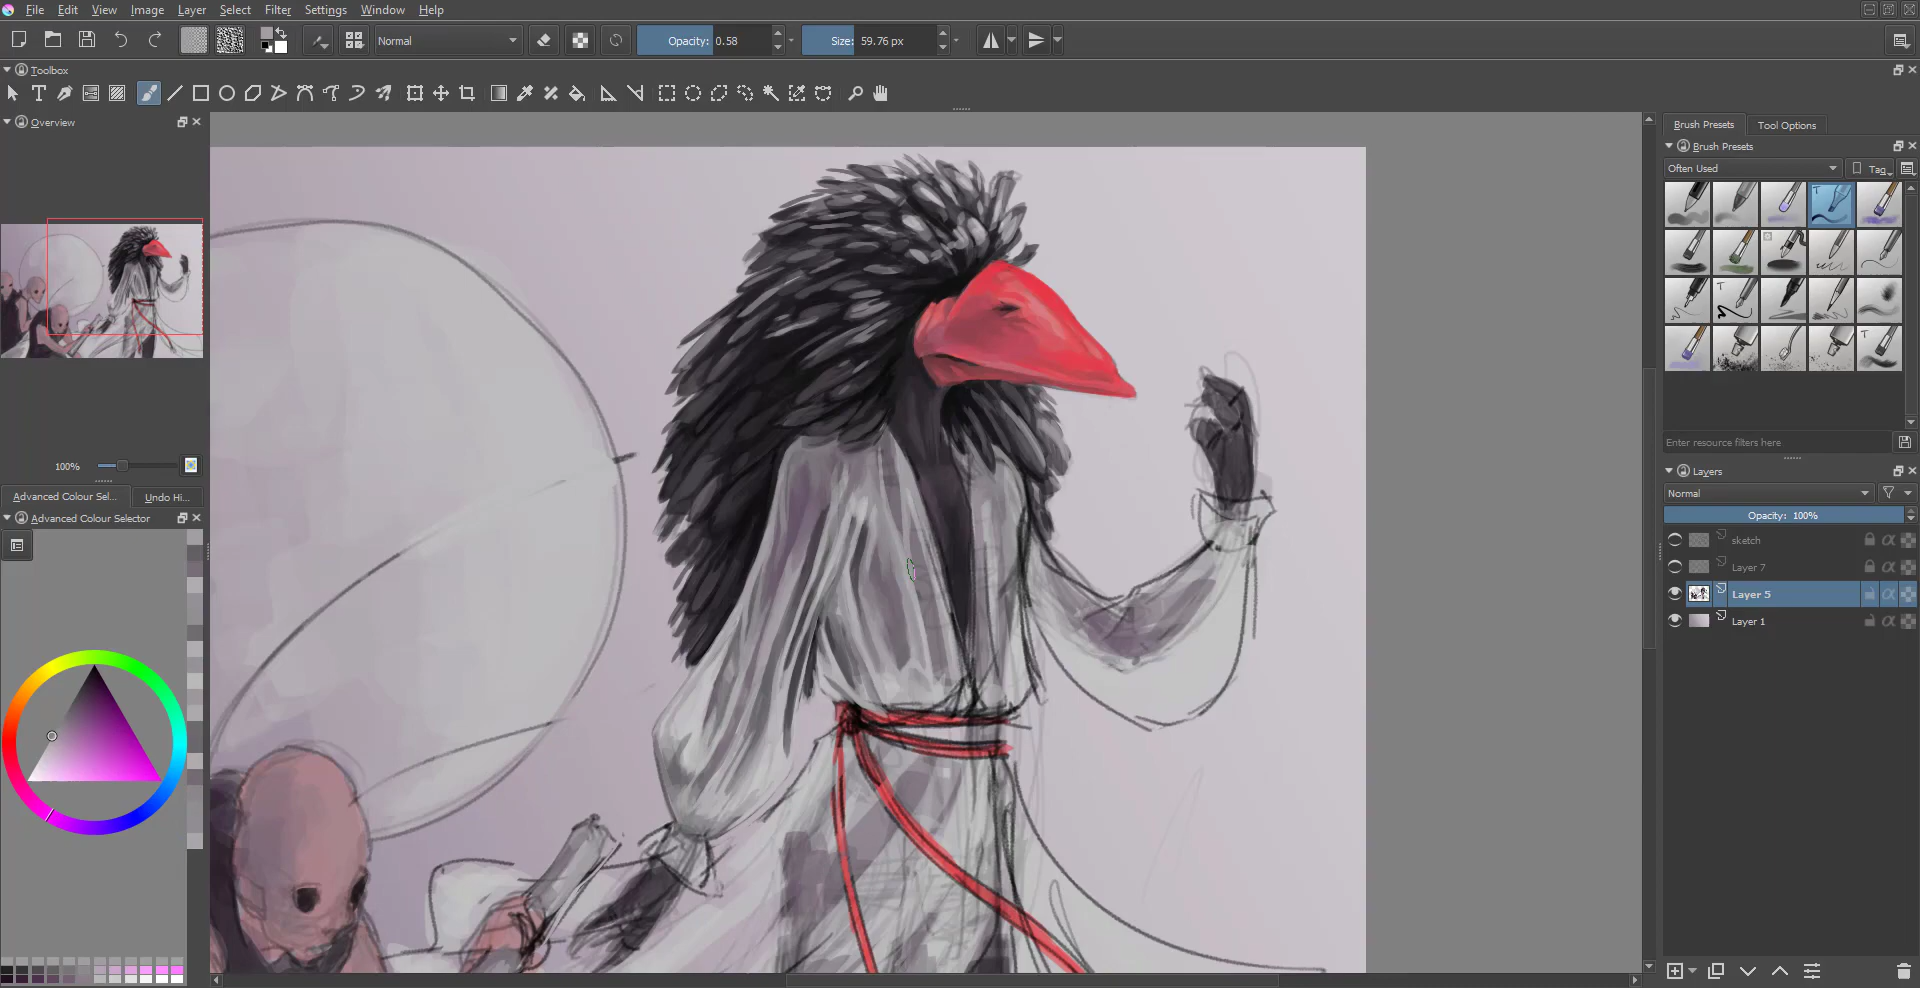 File Edit View Image Layer Select Filter Settings Window Help
Normal Opacity: 0.58 Size: 59.76 px
Toolbox
Overview
100%
Advanced Colour Sel... Undo Hi...
Advanced Colour Selector
Brush Presets Tool Options
Brush Presets
Often Used Tag
T
T
T
Enter resource filters here
Layers
Normal
Opacity: 100%
sketch
Layer 7
Layer 5
Layer 1